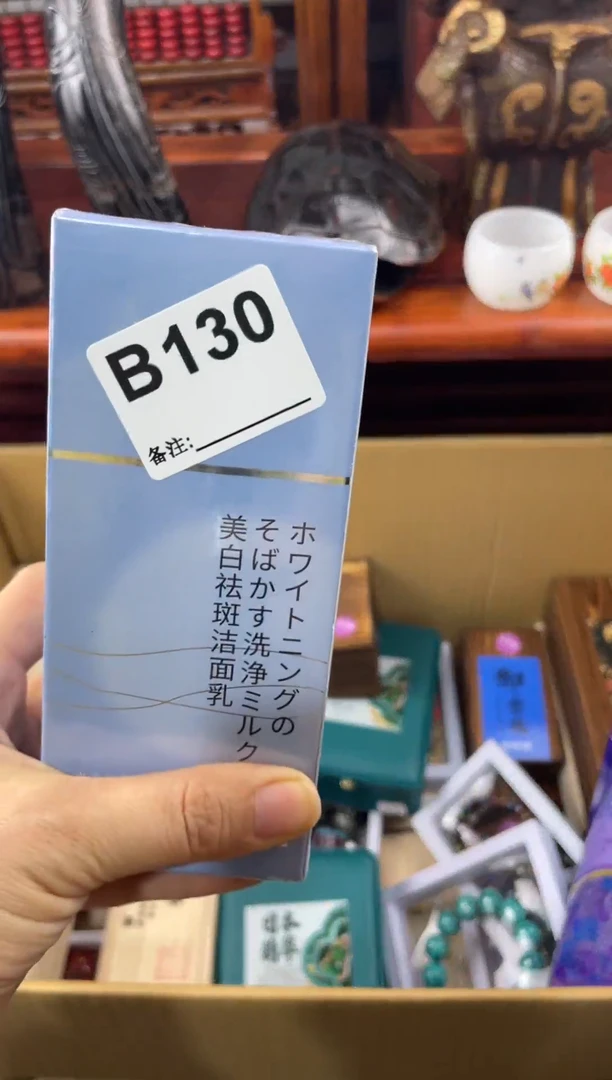 B130
备注:
ホワイトニングの
そばかす洗浄ミルク
美白祛斑洁面乳